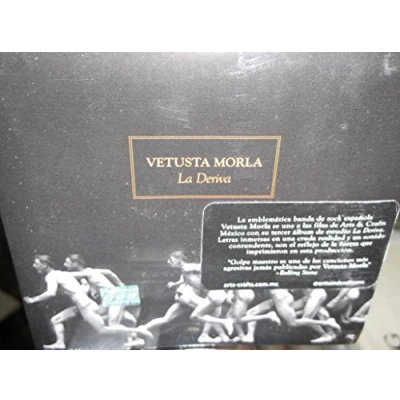 VETUSTA MORLA
La Deriva
La emblemática banda de rock española
Vetusta Morla se une a las filas de Arts & Crafts
México con su tercer álbum de estudio La Deriva.
Letras inmersas en una cruda realidad y un sonido
contundente, son el reflejo de la fuerza que
imprimieron en esta producción.
"Golpe maestro es una de las canciones más
agresivas jamás publicadas por Vetusta Morla"
-Rolling Stone
arts-crafts.com.mx